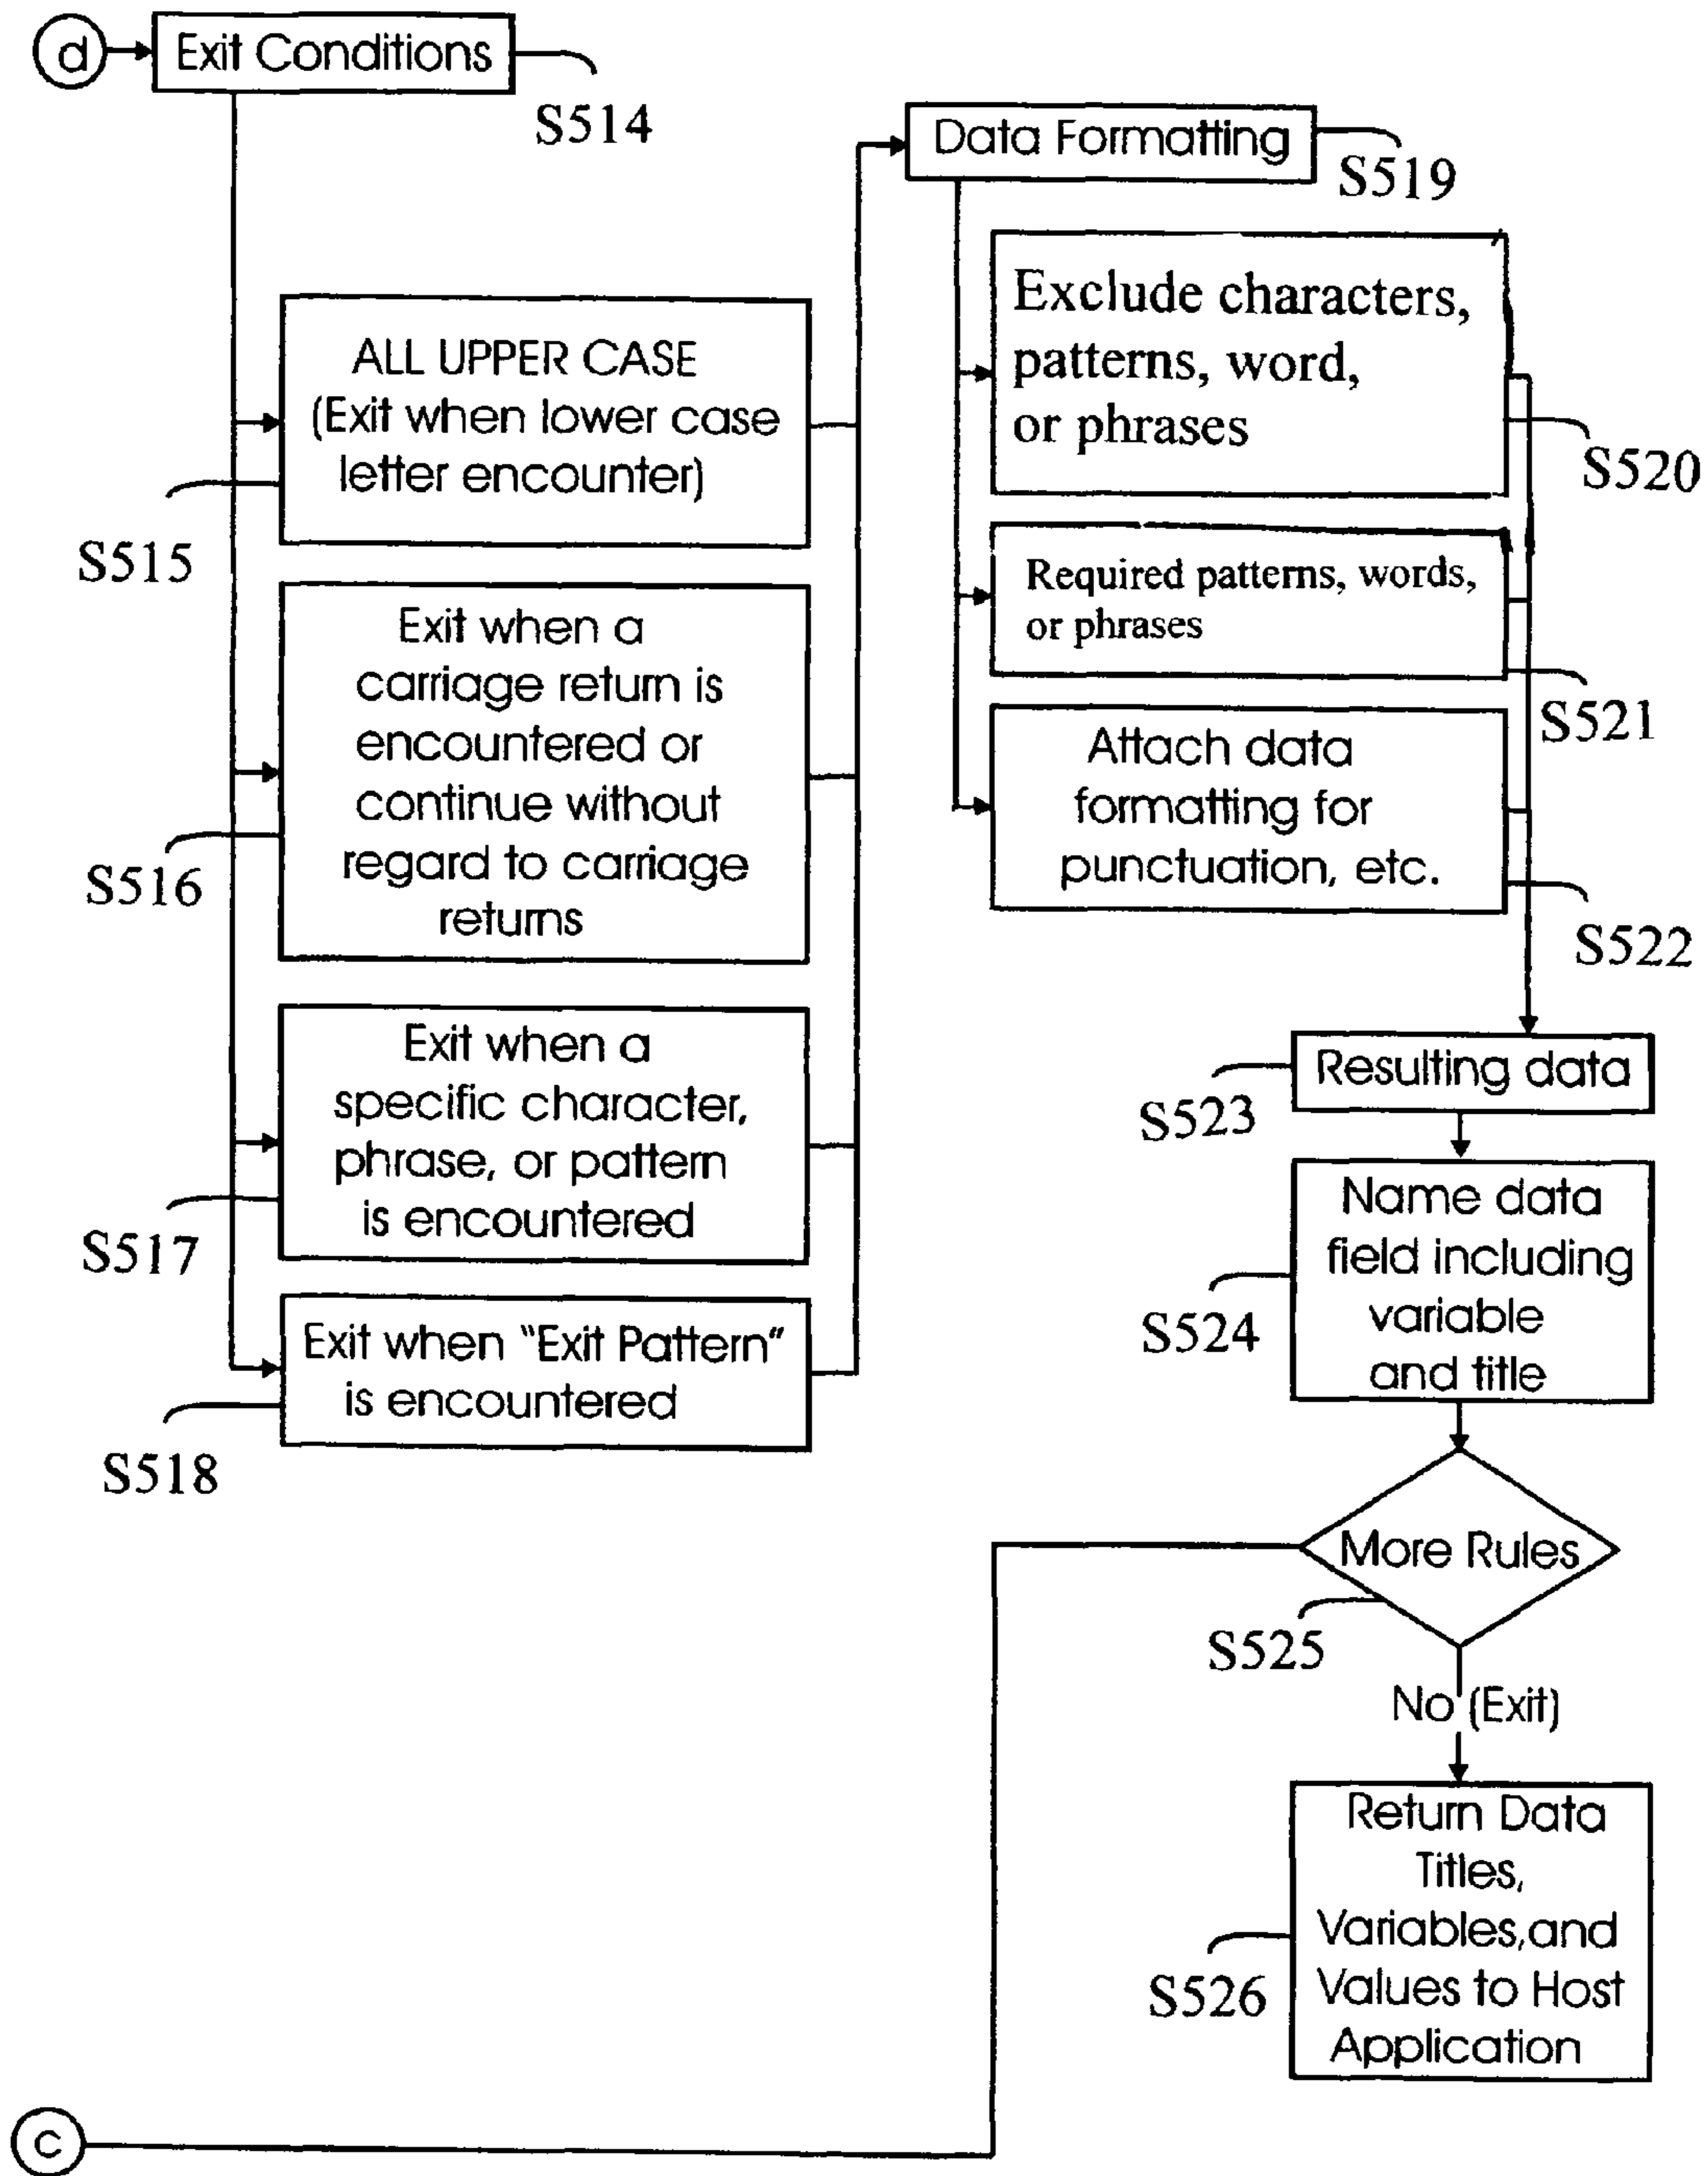 d
Exit Conditions
S514
ALL UPPER CASE
(Exit when lower case
letter encounter)
S515
Exit when a
carriage return is
encountered or
continue without
regard to carriage
returns
S516
Exit when a
specific character,
phrase, or pattern
is encountered
S517
Exit when "Exit Pattern"
is encountered
S518
Data Formatting
S519
Exclude characters,
patterns, word,
or phrases
S520
Required patterns, words,
or phrases
S521
Attach data
formatting for
punctuation, etc.
S522
Resulting data
S523
Name data
field including
variable
and title
S524
More Rules
S525
No (Exit)
Return Data
Titles,
Variables,and
Values to Host
Application
S526
c